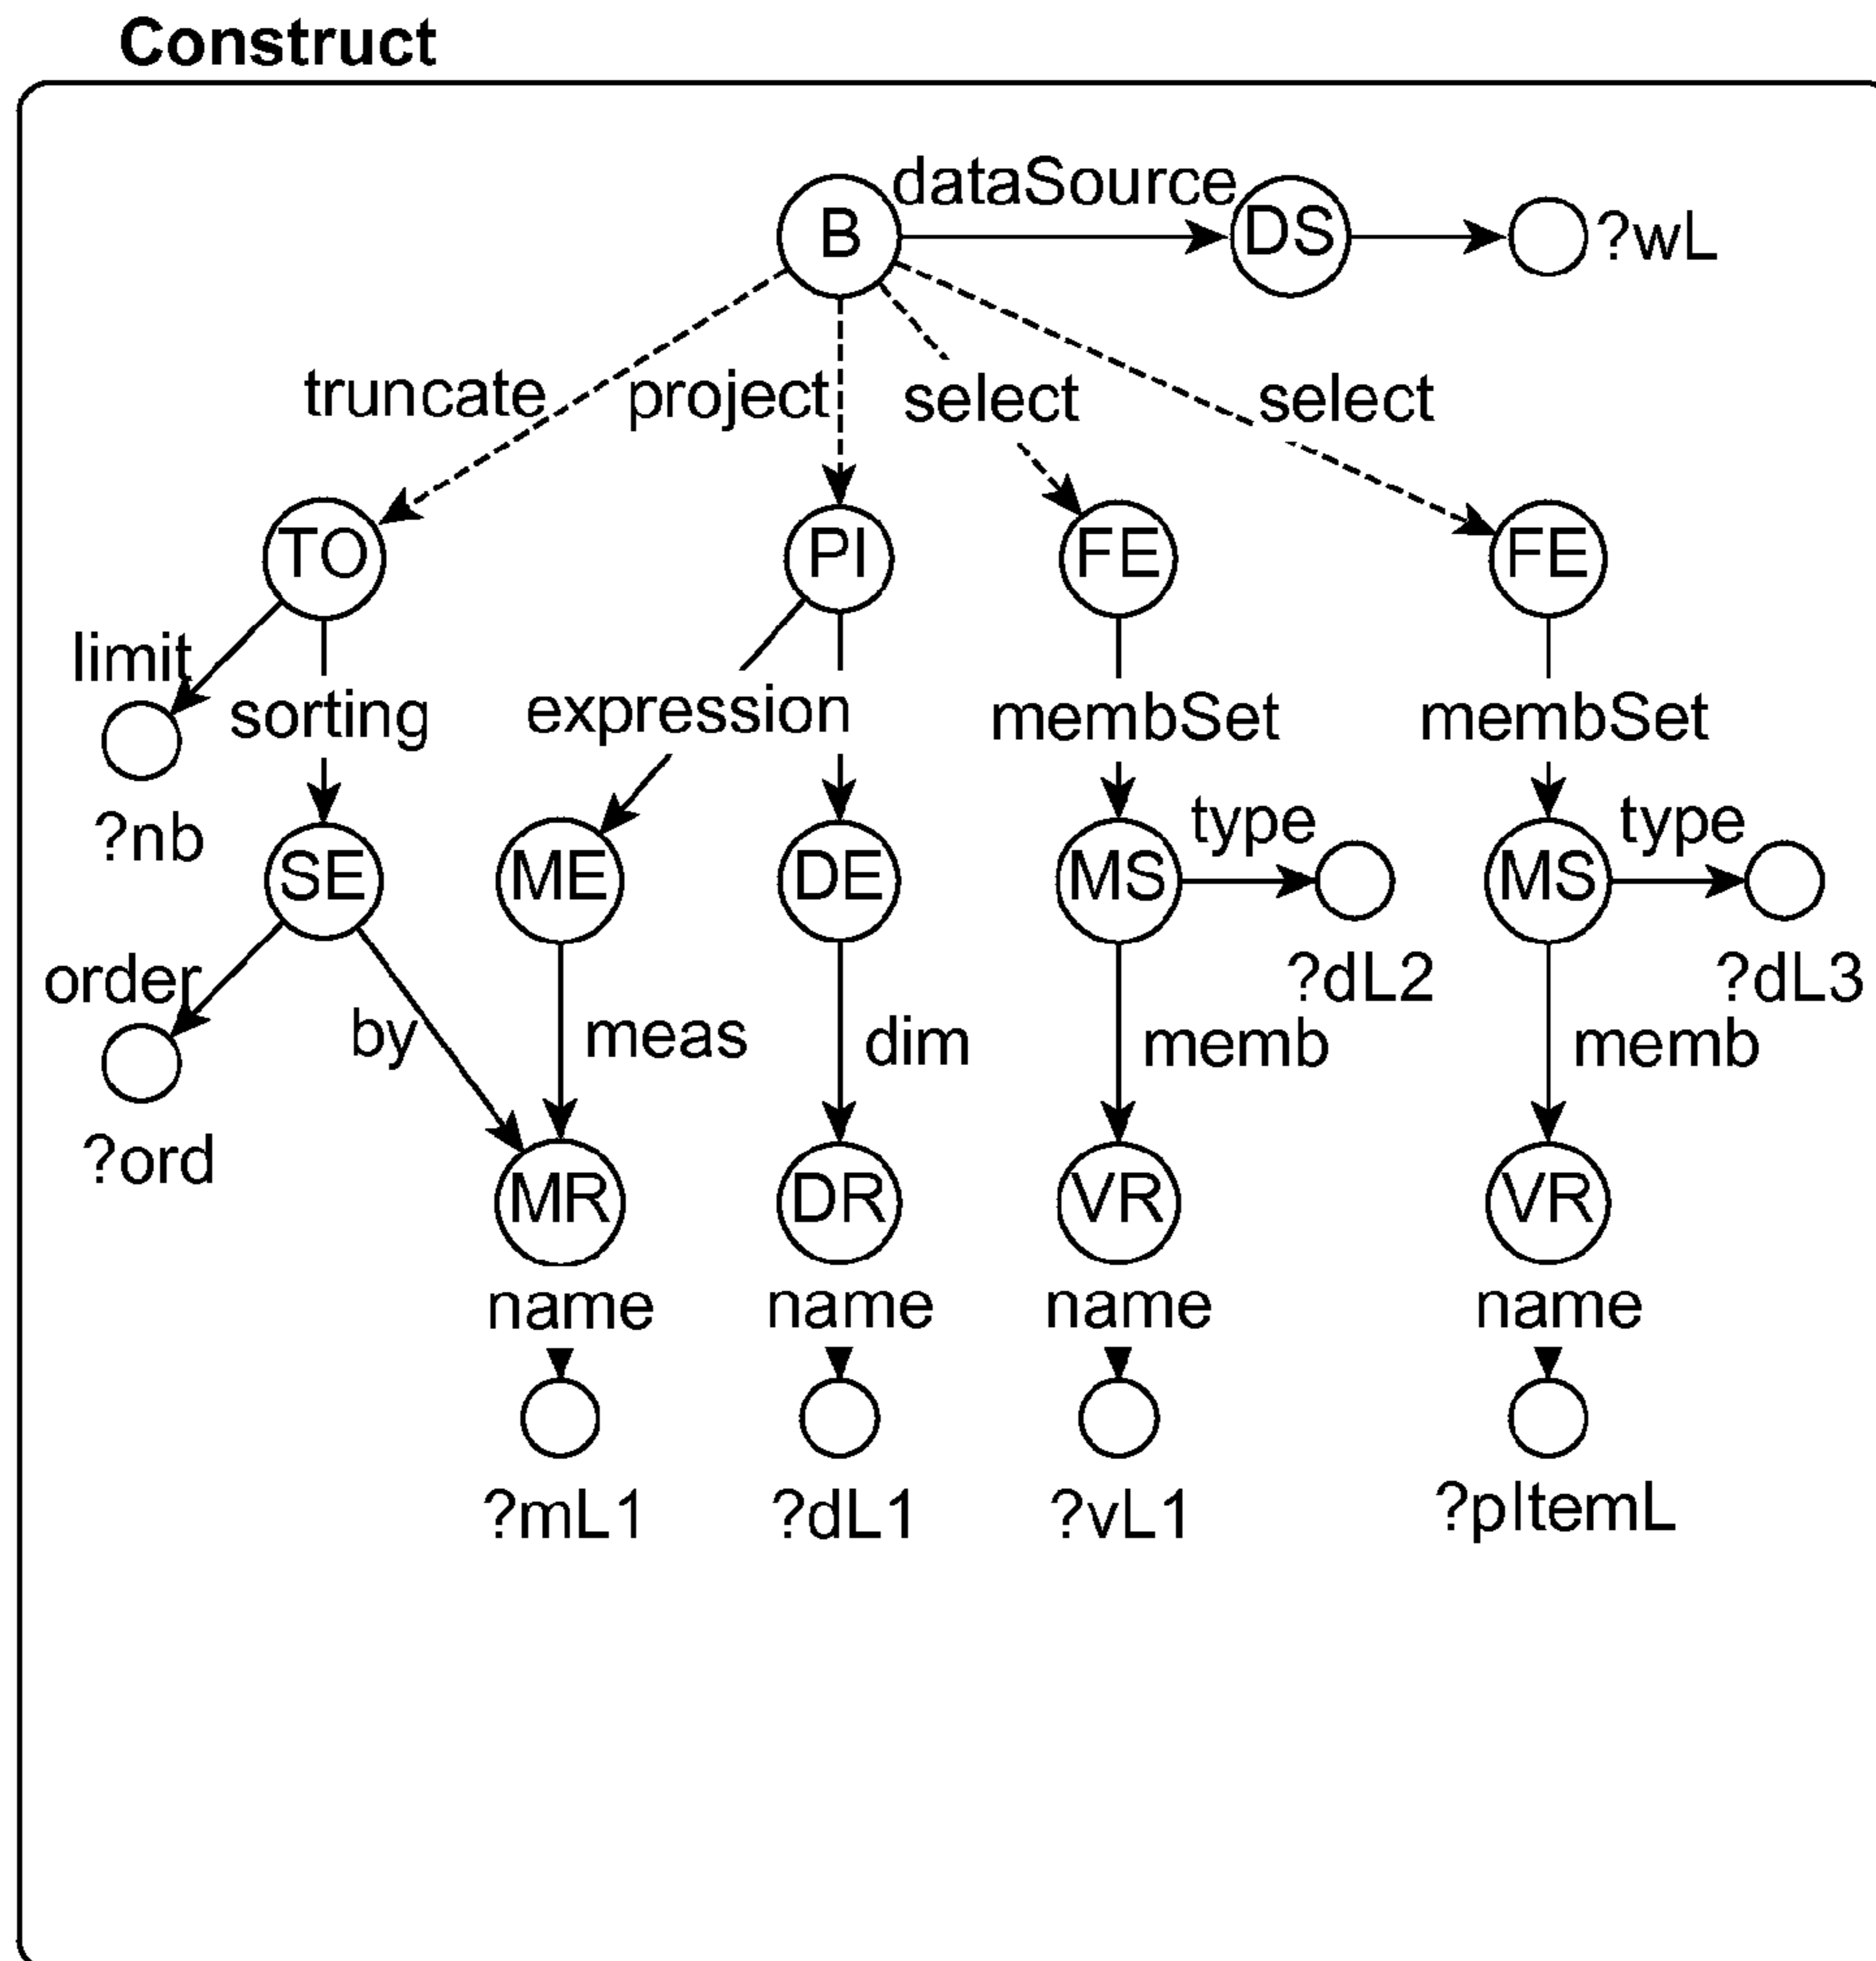 Construct
dataSource
B
DS
?wL
truncate
project
select
select
TO
PI
FE
FE
limit
sorting
expression
membSet
membSet
?nb
type
type
SE
ME
DE
MS
MS
order
?dL2
?dL3
by
meas
dim
memb
memb
?ord
MR
DR
VR
VR
name
name
name
name
?mL1
?dL1
?vL1
?pItemL